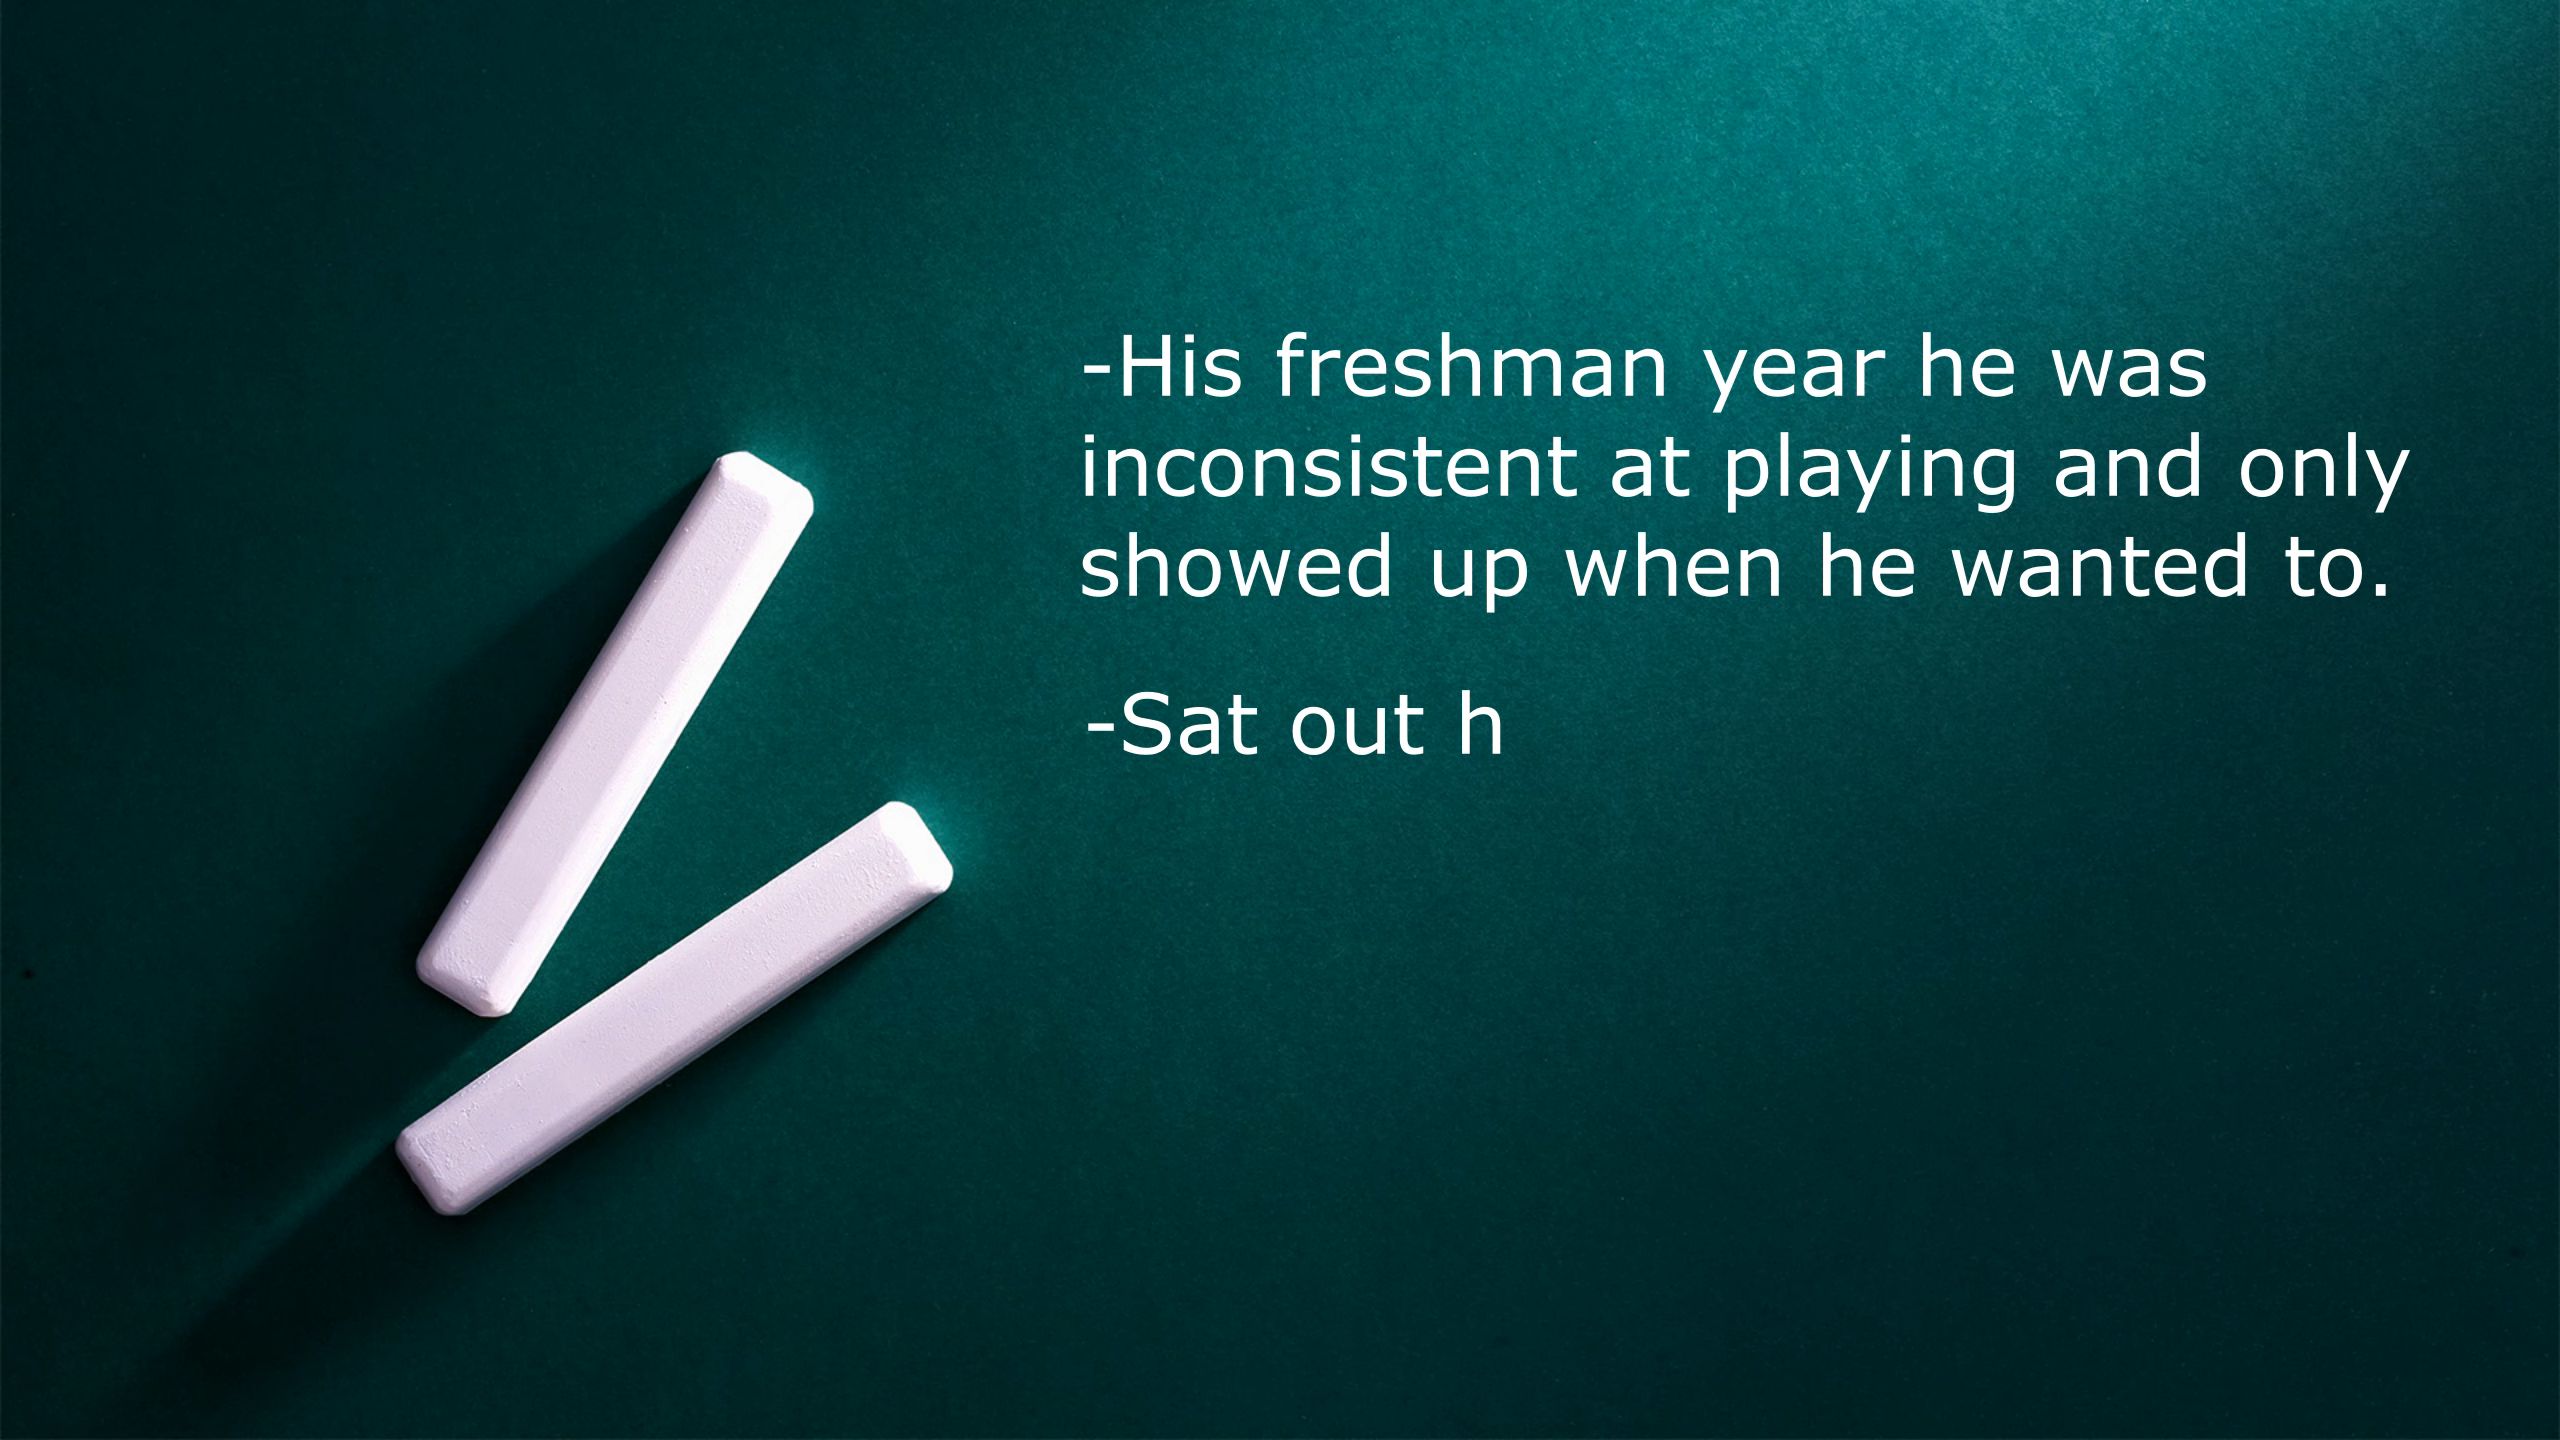 -His freshman year he was
inconsistent at playing and only
showed up when he wanted to.
-Sat out h